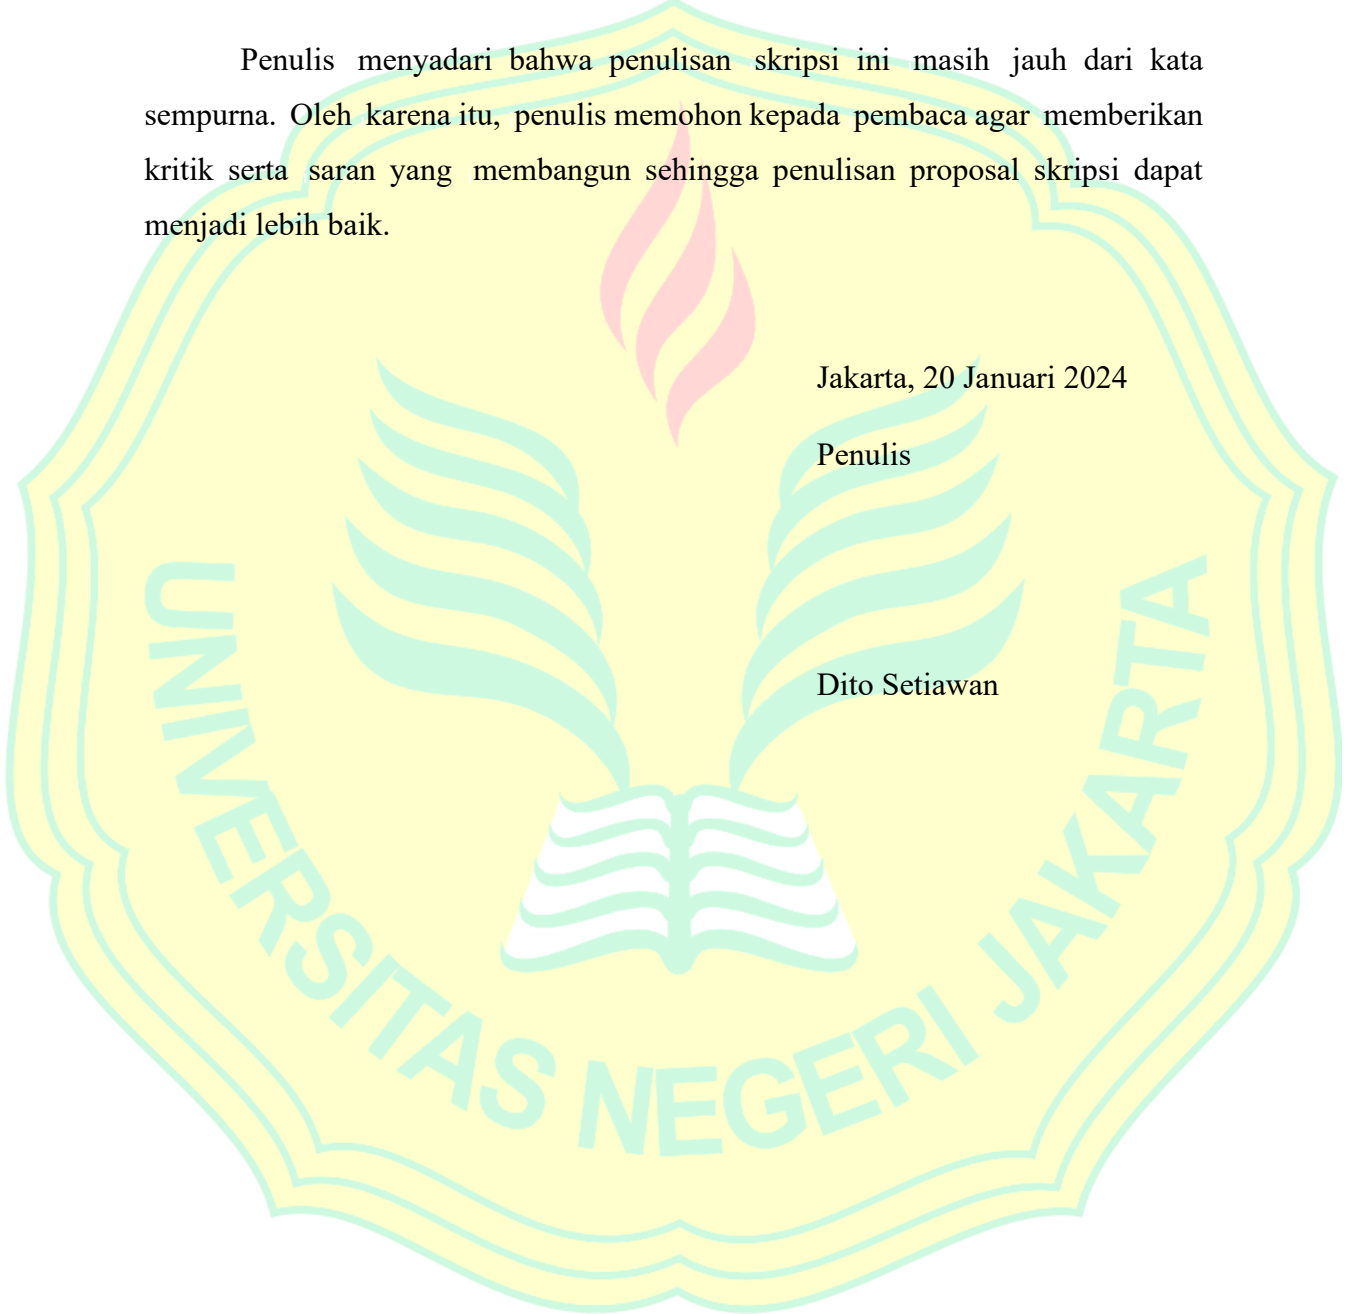 Penulis menyadari bahwa penulisan skripsi ini masih jauh dari kata
sempurna. Oleh karena itu, penulis memohon kepada pembaca agar memberikan
kritik serta saran yang membangun sehingga penulisan proposal skripsi dapat
menjadi lebih baik.
Jakarta, 20 Januari 2024
Penulis
Dito Setiawan
UNIVERSITAS NEGERI JAKARTA